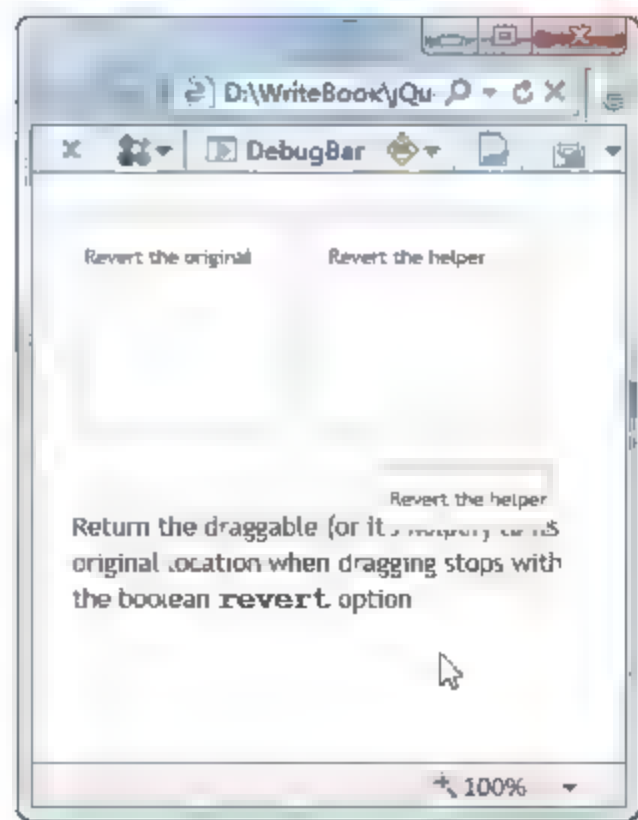 D:\WriteBook\jQu
DebugBar
Revert the original
Revert the helper
Revert the helper
Return the draggable (or it
original location when dragging stops with
the boolean revert option
100%